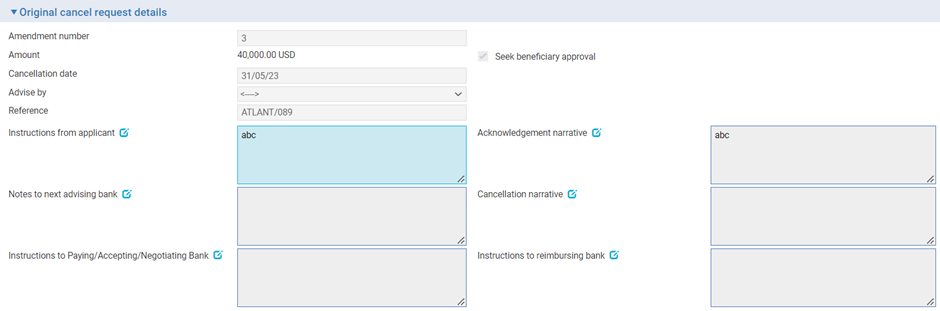 Original cancel request details
Amendment number 3
Amount 40,000.00 USD Seek beneficiary approval
Cancellation date 31/05/23
Advise by <---->
Reference ATLANT/089
Instructions from applicant abc Acknowledgement narrative abc
Notes to next advising bank Cancellation narrative
Instructions to Paying/Accepting/Negotiating Bank Instructions to reimbursing bank